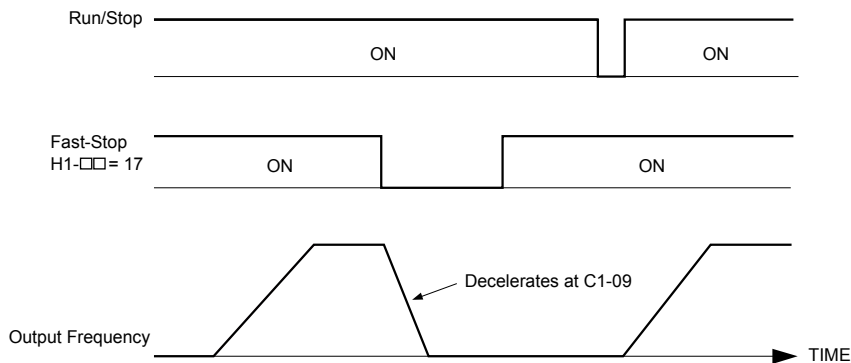 Run/Stop
ON
ON
Fast-Stop
H1-□□= 17
ON
ON
Decelerates at C1-09
Output Frequency
TIME